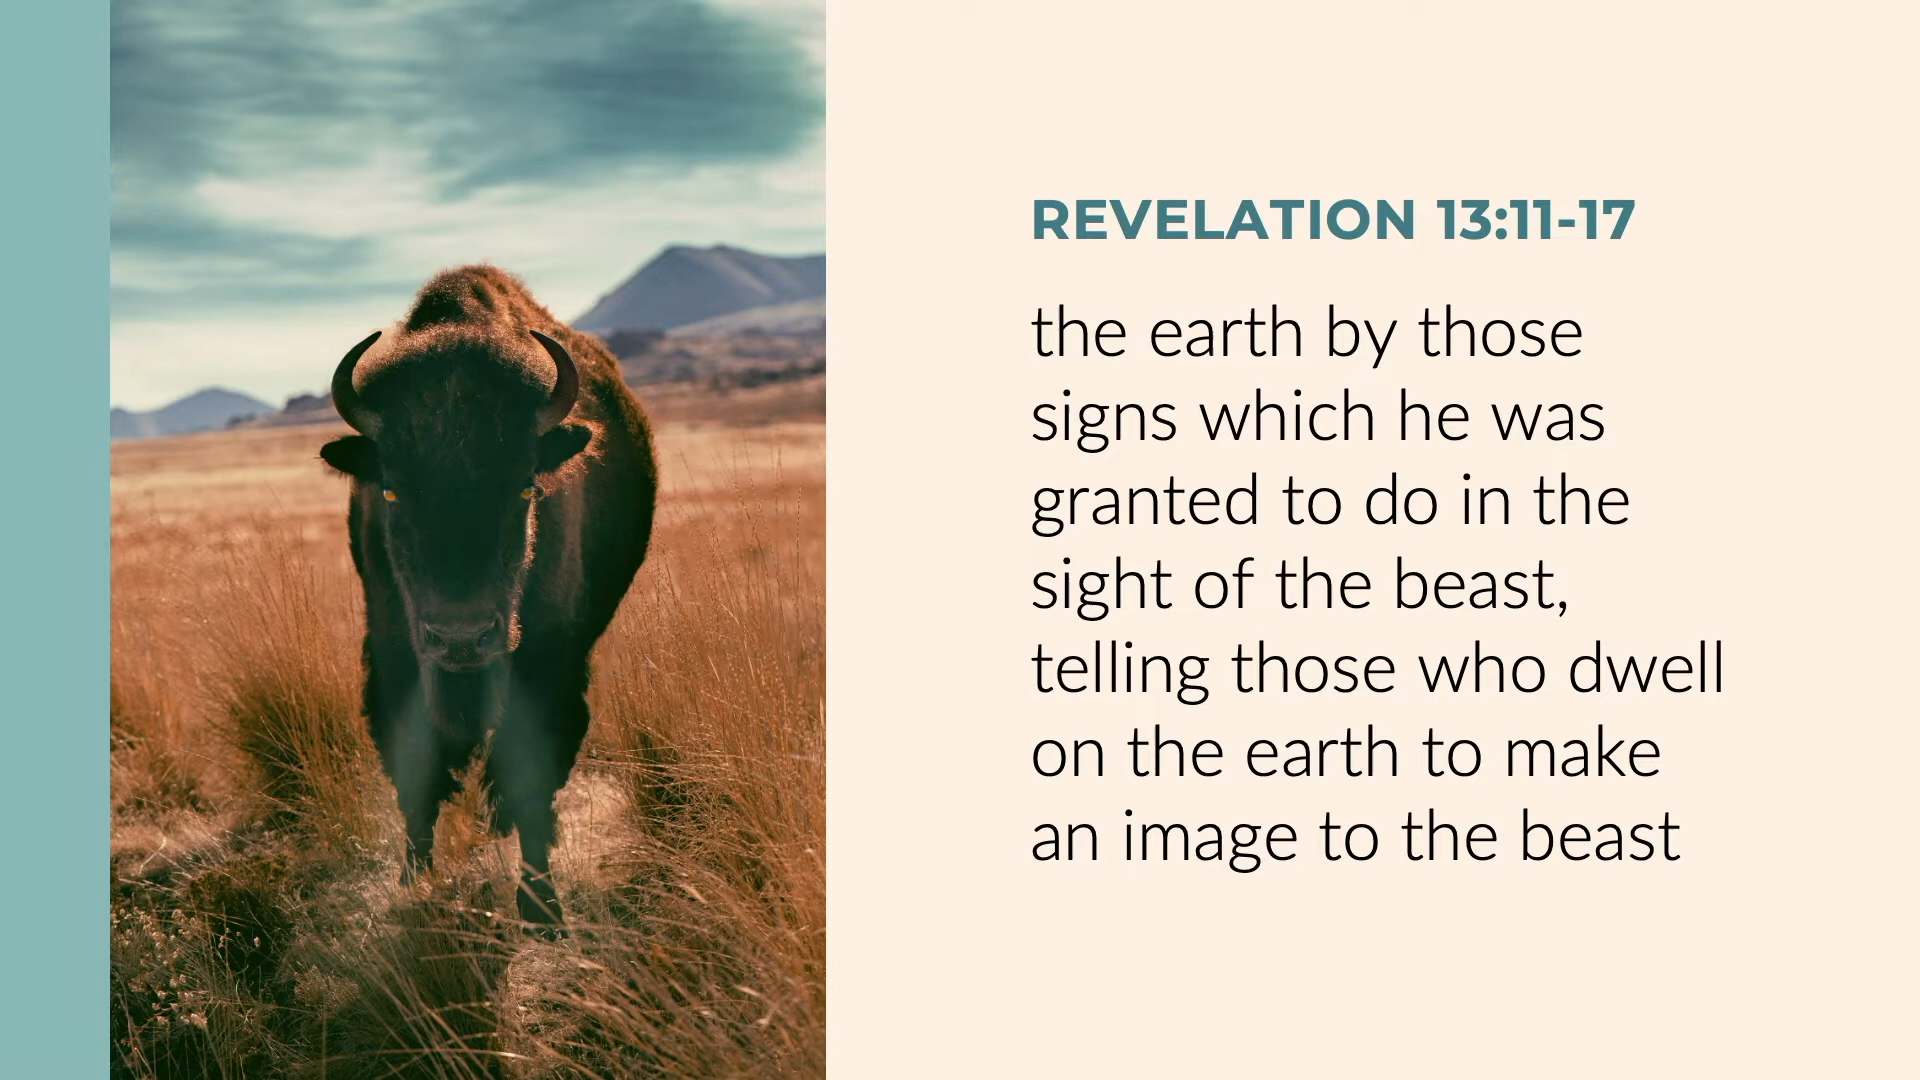 REVELATION 13:11-17
the earth by those
signs which he was
granted to do in the
sight of the beast,
telling those who dwell
on the earth to make
an image to the beast